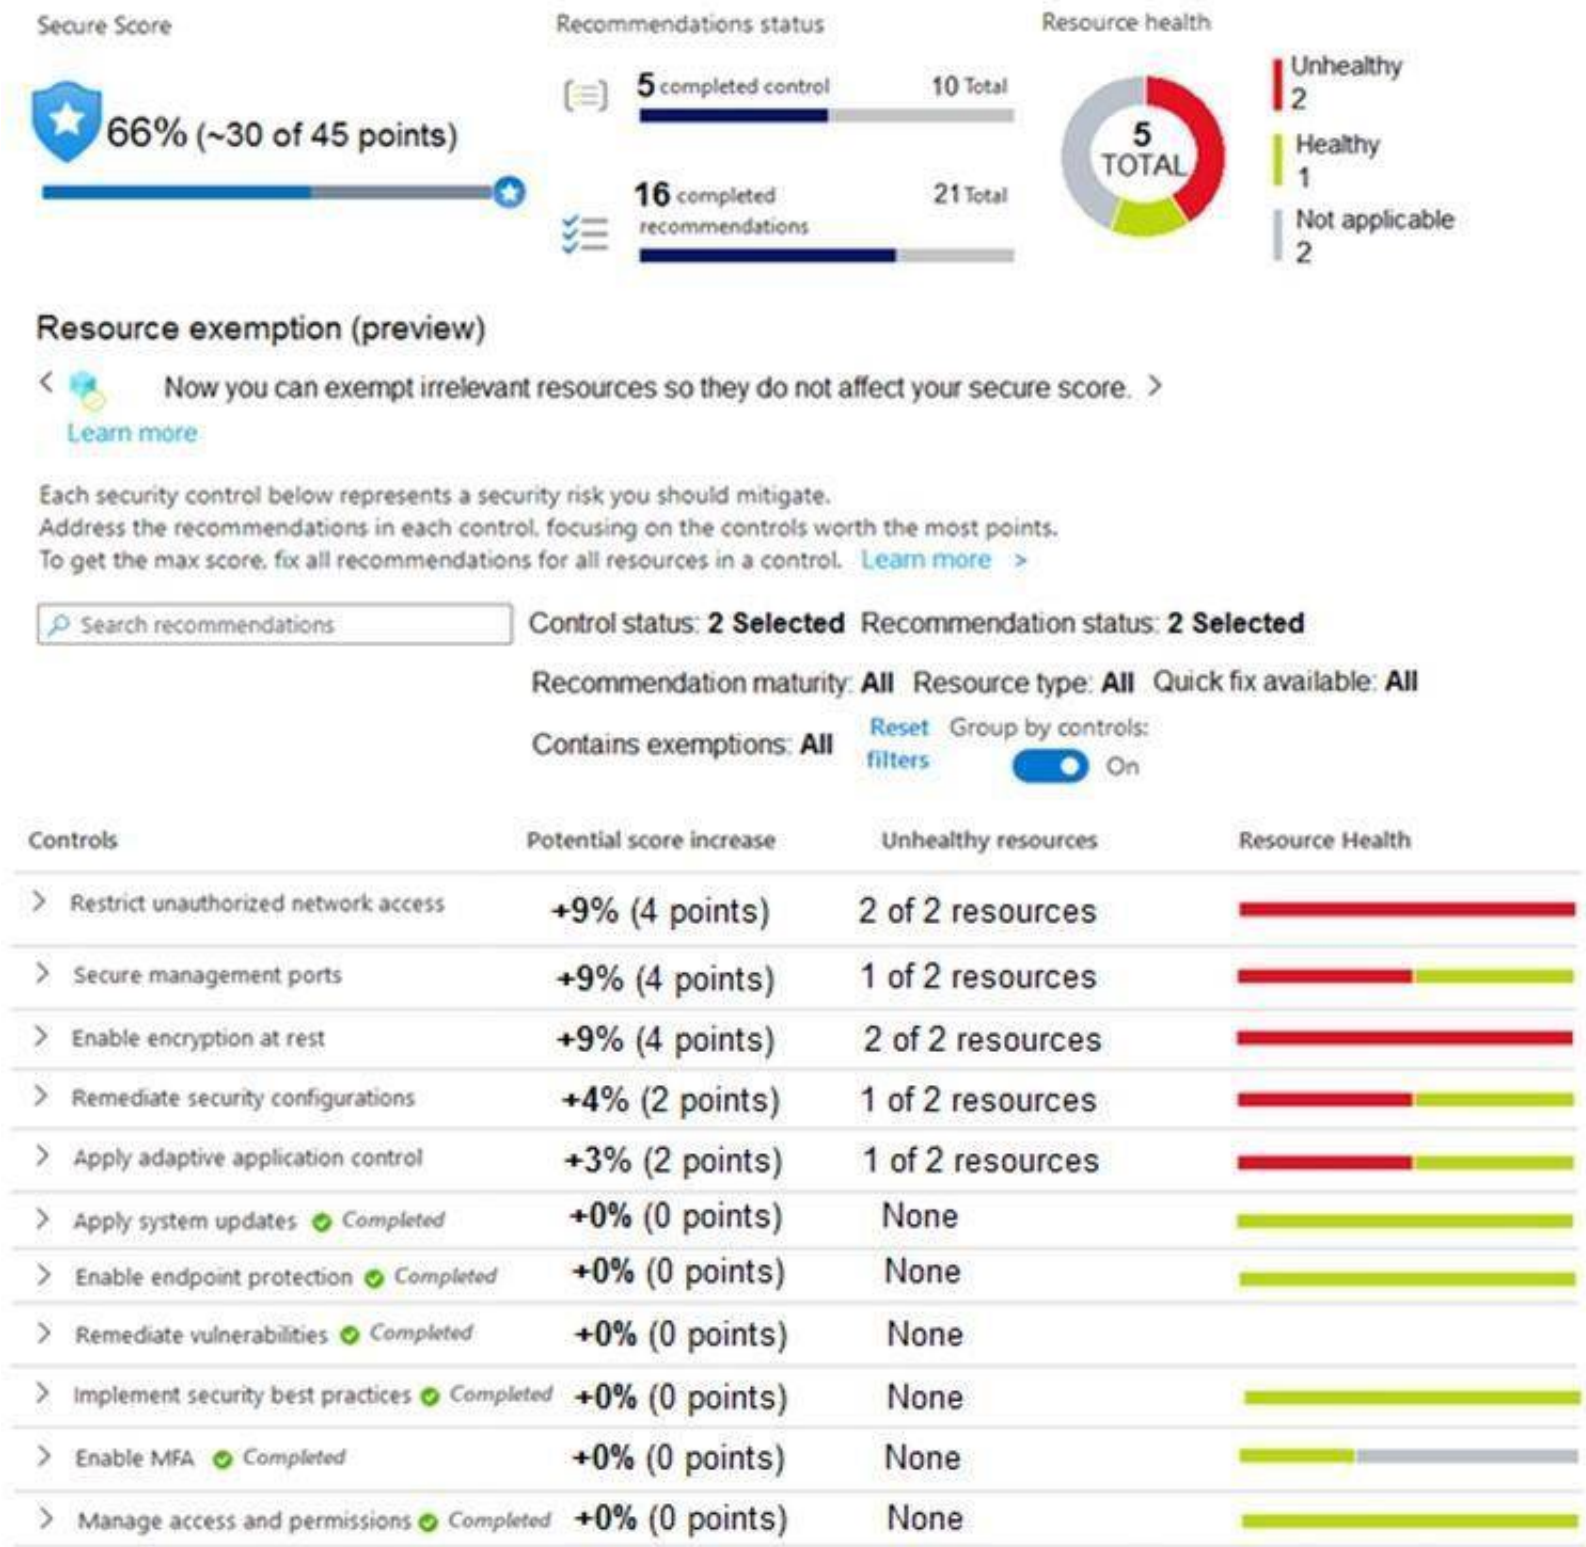 Secure Score
66% (~30 of 45 points)
Recommendations status
5 completed control 10 Total
16 completed 21 Total
recommendations
Resource health
5
TOTAL
Unhealthy
2
Healthy
1
Not applicable
2
Resource exemption (preview)
< Now you can exempt irrelevant resources so they do not affect your secure score. >
Learn more
Each security control below represents a security risk you should mitigate.
Address the recommendations in each control, focusing on the controls worth the most points.
To get the max score, fix all recommendations for all resources in a control. Learn more >
Search recommendations
Control status: 2 Selected Recommendation status: 2 Selected
Recommendation maturity: All Resource type: All Quick fix available: All
Contains exemptions: All
Reset
filters
Group by controls:
On
Controls Potential score increase Unhealthy resources Resource Health
> Restrict unauthorized network access +9% (4 points) 2 of 2 resources
> Secure management ports +9% (4 points) 1 of 2 resources
> Enable encryption at rest +9% (4 points) 2 of 2 resources
> Remediate security configurations +4% (2 points) 1 of 2 resources
> Apply adaptive application control +3% (2 points) 1 of 2 resources
> Apply system updates Completed +0% (0 points) None
> Enable endpoint protection Completed +0% (0 points) None
> Remediate vulnerabilities Completed +0% (0 points) None
> Implement security best practices Completed +0% (0 points) None
> Enable MFA Completed +0% (0 points) None
> Manage access and permissions Completed +0% (0 points) None